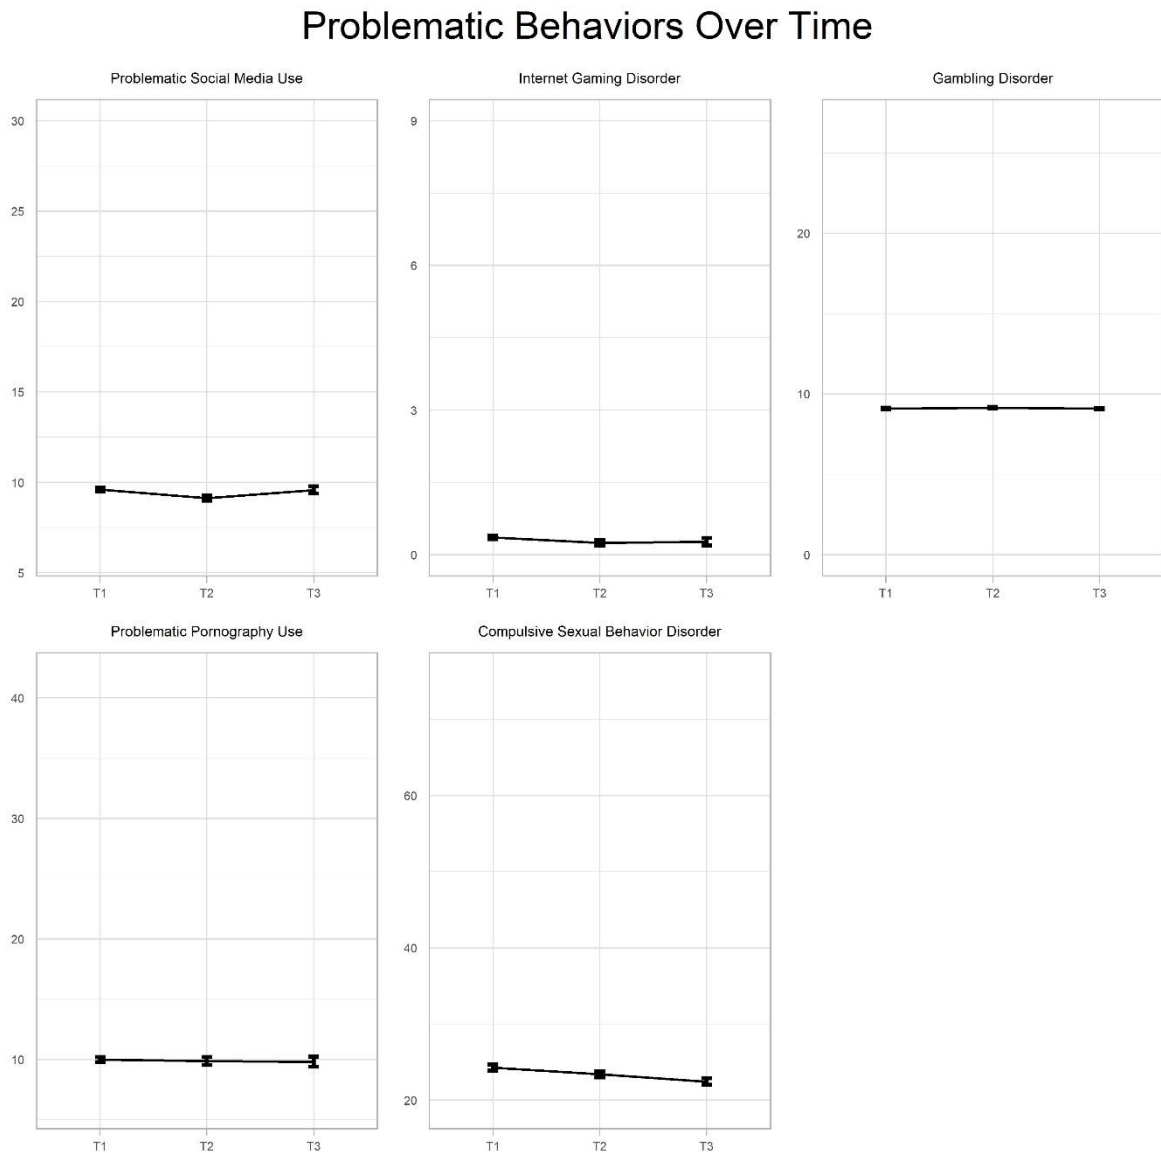 Problematic Behaviors Over Time
Problematic Social Media Use
30
25
20
15
10
5
T1 T2 T3
Internet Gaming Disorder
9
6
3
0
T1 T2 T3
Gambling Disorder
20
10
0
T1 T2 T3
Problematic Pornography Use
40
30
20
10
T1 T2 T3
Compulsive Sexual Behavior Disorder
60
40
20
T1 T2 T3